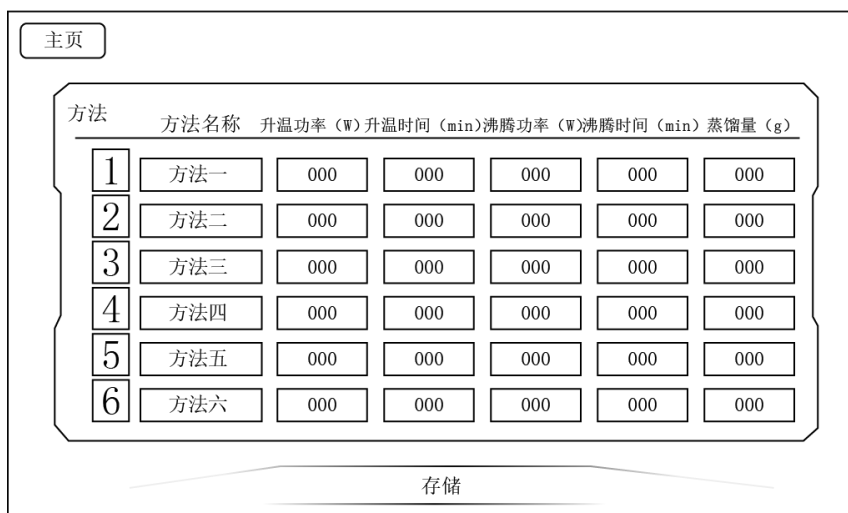 主页
方法 方法名称 升温功率（W） 升温时间（min） 沸腾功率（W） 沸腾时间（min） 蒸馏量（g）
1 方法一 000 000 000 000 000
2 方法二 000 000 000 000 000
3 方法三 000 000 000 000 000
4 方法四 000 000 000 000 000
5 方法五 000 000 000 000 000
6 方法六 000 000 000 000 000
存储